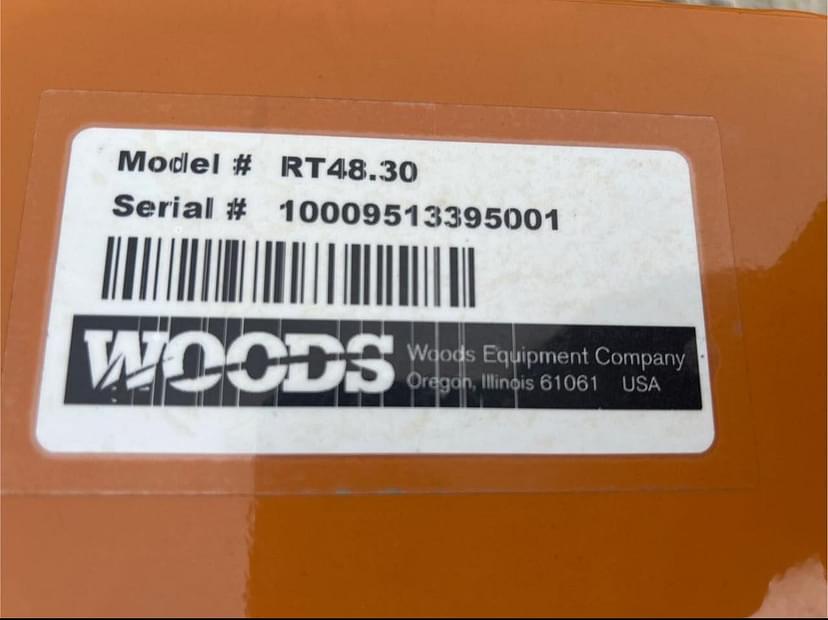 Model # RT48.30
Serial # 10009513395001
WOODS
Woods Equipment Company
Oregon, Illinois 61061 USA